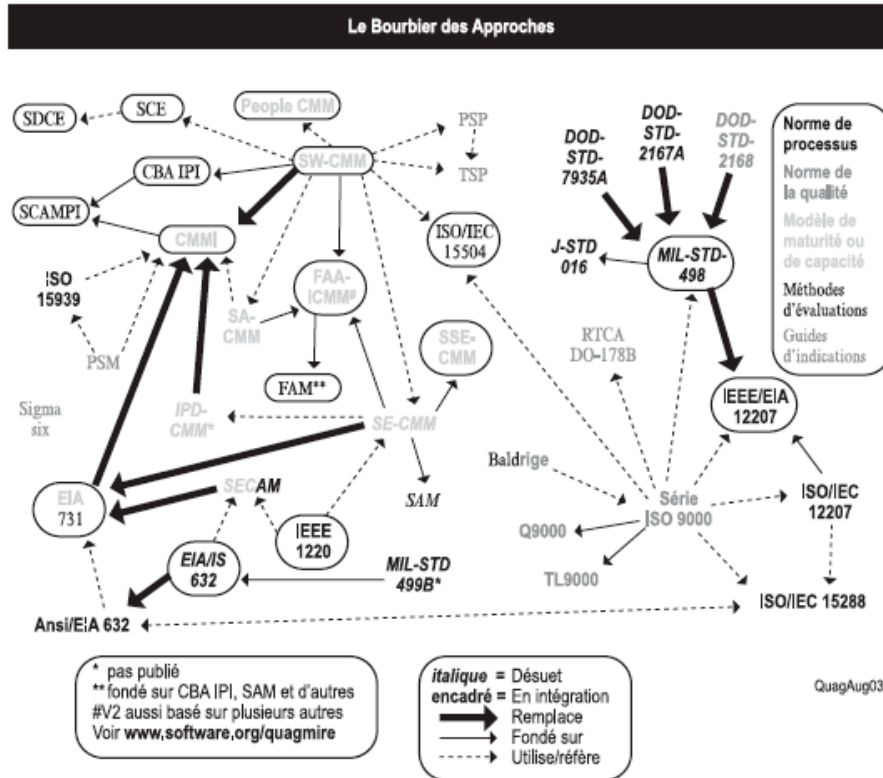 Le Bourbier des Approches
SDCE
SCE
People CMM
PSP
SW-CMM
TSP
CBA IPI
SCAMPI
CMMI
ISO/IEC
15504
ISO
15939
FAA-
iCMM#
SA-
CMM
SSE-
CMM
PSM
FAM**
Sigma
six
IPD-
CMM*
SE-CMM
EIA
731
SECAM
SAM
IEEE
1220
EIA/IS
632
MIL-STD
499B*
Ansi/EIA 632
DOD-
STD-
7935A
DOD-
STD-
2167A
DOD-
STD-
2168
J-STD
016
MIL-STD-
498
RTCA
DO-178B
IEEE/EIA
12207
Baldrige
Série
ISO 9000
ISO/IEC
12207
Q9000
TL9000
ISO/IEC 15288
Norme de
processus
Norme de
la qualité
Modèle de
maturité ou
de capacité
Méthodes
d'évaluations
Guides
d'indications
* pas publié
** fondé sur CBA IPI, SAM et d'autres
#V2 aussi basé sur plusieurs autres
Voir www.software.org/quagmire
italique = Désuet
encadré = En intégration
Remplace
Fondé sur
Utilise/réfère
QuagAug03